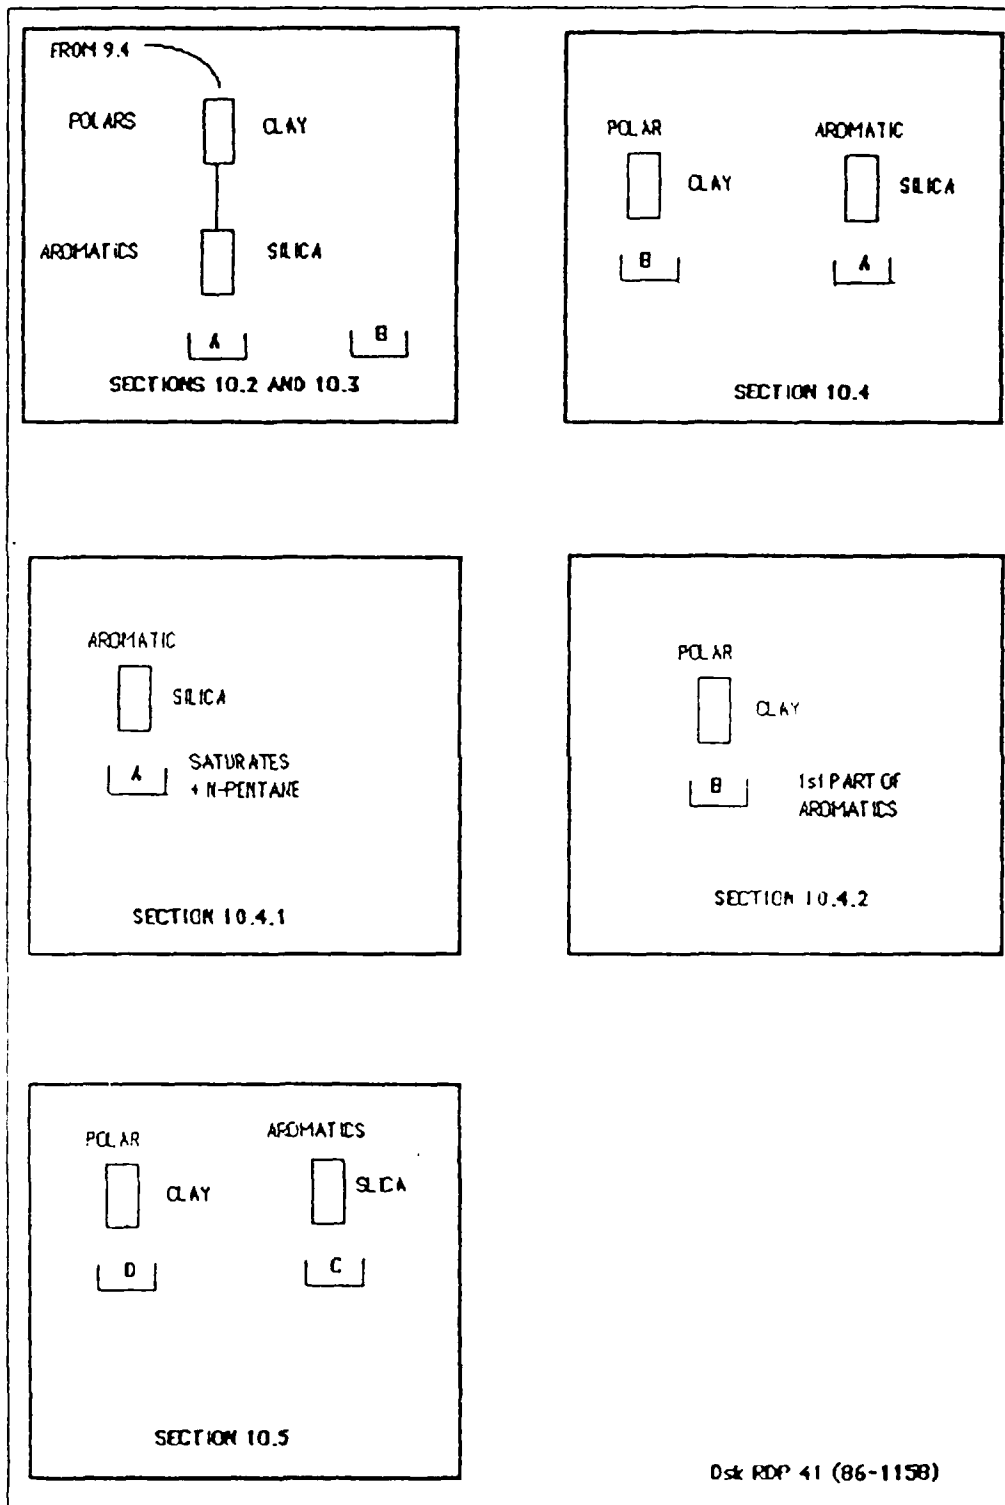 FROM 9.4
POLARS CLAY
AROMATICS SILICA
A B
SECTIONS 10.2 AND 10.3
POLAR AROMATIC
CLAY SILICA
B A
SECTION 10.4
AROMATIC
SILICA
A SATURATES
+ N-PENTANE
SECTION 10.4.1
POLAR
CLAY
B 1st PART OF
AROMATICS
SECTION 10.4.2
POLAR AROMATICS
CLAY SLICA
D C
SECTION 10.5
Dsk RDP 41 (86-1158)